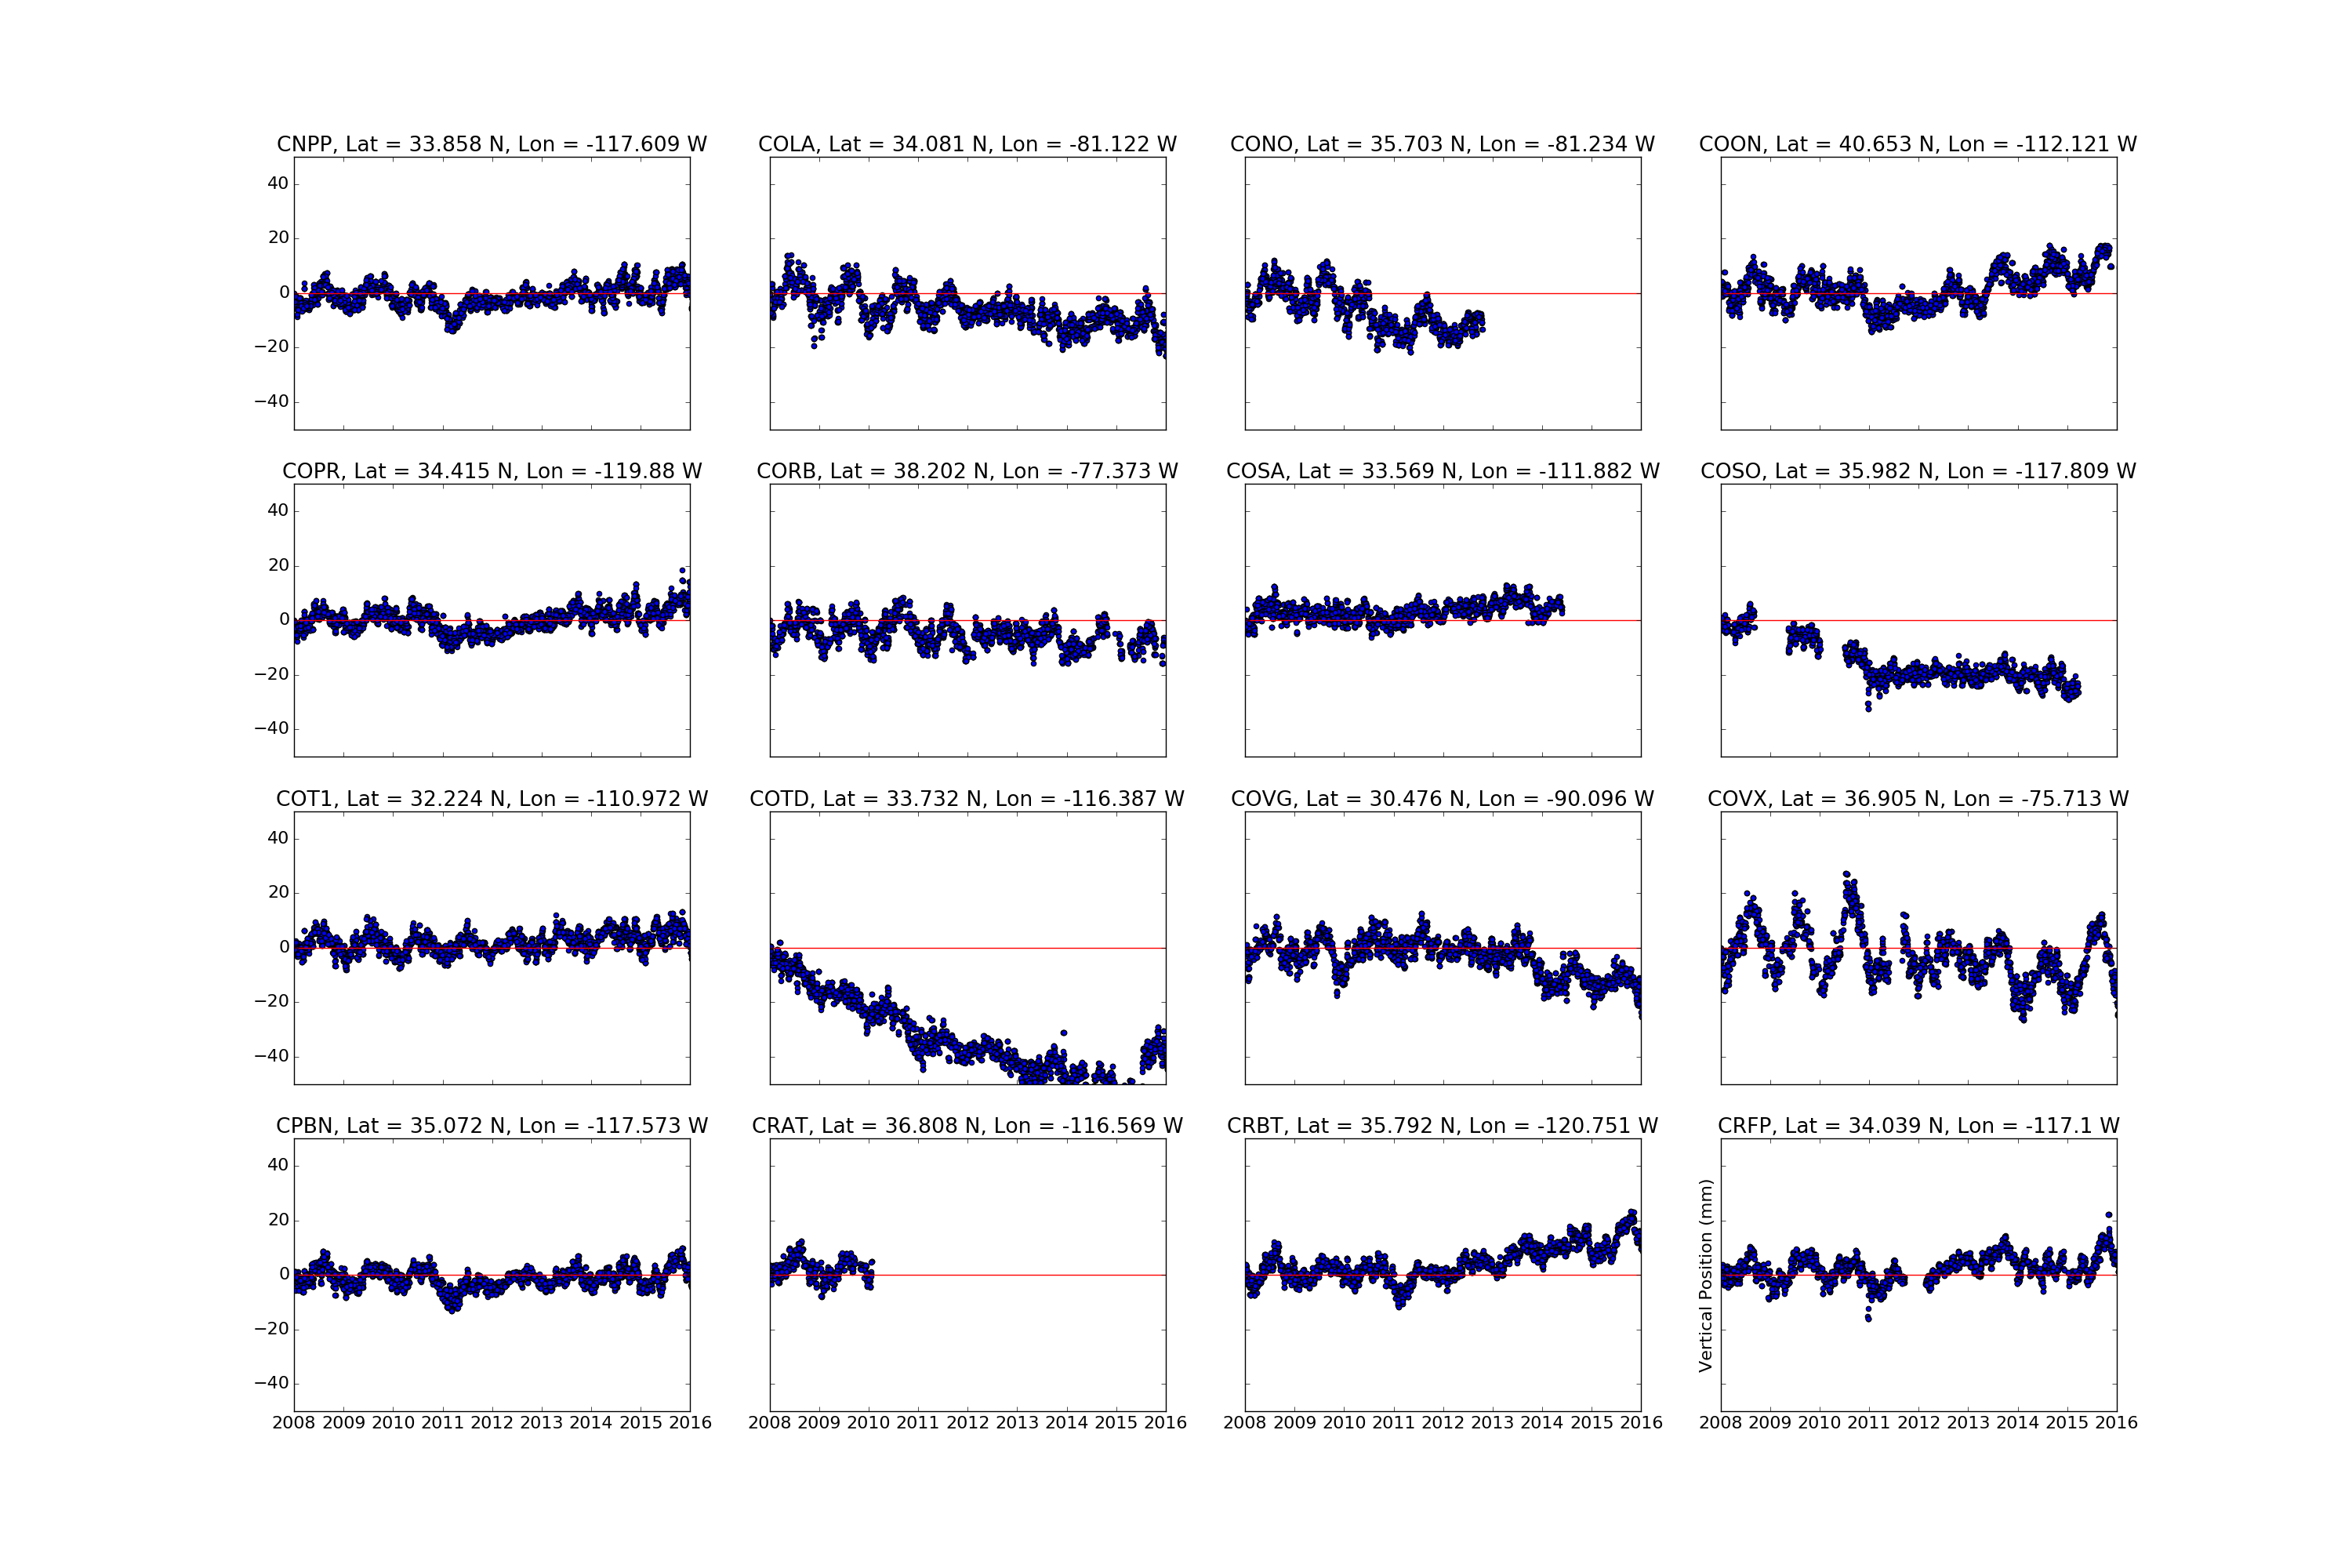 CNPP, Lat = 33.858 N, Lon = -117.609 W
COLA, Lat = 34.081 N, Lon = -81.122 W
CONO, Lat = 35.703 N, Lon = -81.234 W
COON, Lat = 40.653 N, Lon = -112.121 W
40
20
0
−20
−40
COPR, Lat = 34.415 N, Lon = -119.88 W
CORB, Lat = 38.202 N, Lon = -77.373 W
COSA, Lat = 33.569 N, Lon = -111.882 W
COSO, Lat = 35.982 N, Lon = -117.809 W
40
20
0
−20
−40
COT1, Lat = 32.224 N, Lon = -110.972 W
COTD, Lat = 33.732 N, Lon = -116.387 W
COVG, Lat = 30.476 N, Lon = -90.096 W
COVX, Lat = 36.905 N, Lon = -75.713 W
40
20
0
−20
−40
CPBN, Lat = 35.072 N, Lon = -117.573 W
CRAT, Lat = 36.808 N, Lon = -116.569 W
CRBT, Lat = 35.792 N, Lon = -120.751 W
CRFP, Lat = 34.039 N, Lon = -117.1 W
40
20
0
−20
−40
Vertical Position (mm)
2008 2009 2010 2011 2012 2013 2014 2015 2016
2008 2009 2010 2011 2012 2013 2014 2015 2016
2008 2009 2010 2011 2012 2013 2014 2015 2016
2008 2009 2010 2011 2012 2013 2014 2015 2016